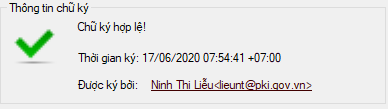 Thông tin chữ ký
Chữ ký hợp lệ!
Thời gian ký: 17/06/2020 07:54:41 +07:00
Được ký bởi: Ninh Thi Liễu<lieunt@pki.gov.vn>